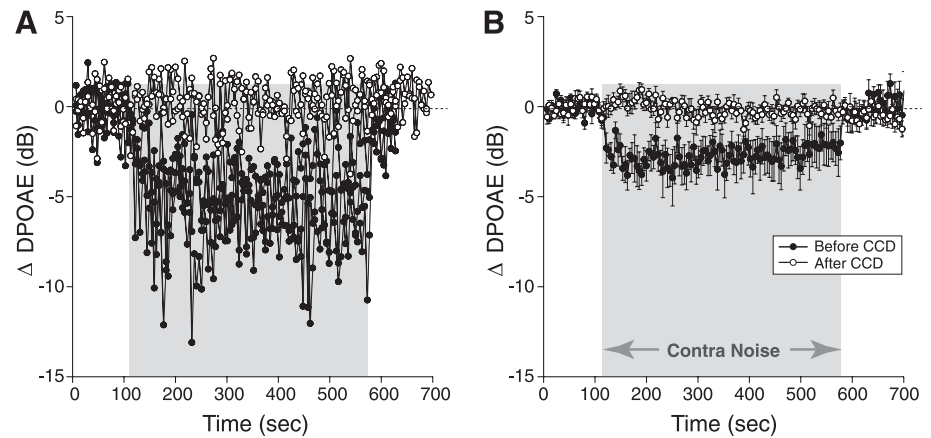 A
5
0
-5
-10
-15
Δ DPOAE (dB)
0 100 200 300 400 500 600 700
Time (sec)
B
5
0
-5
-10
-15
Δ DPOAE (dB)
Before CCD
After CCD
Contra Noise
0 100 200 300 400 500 600 700
Time (sec)